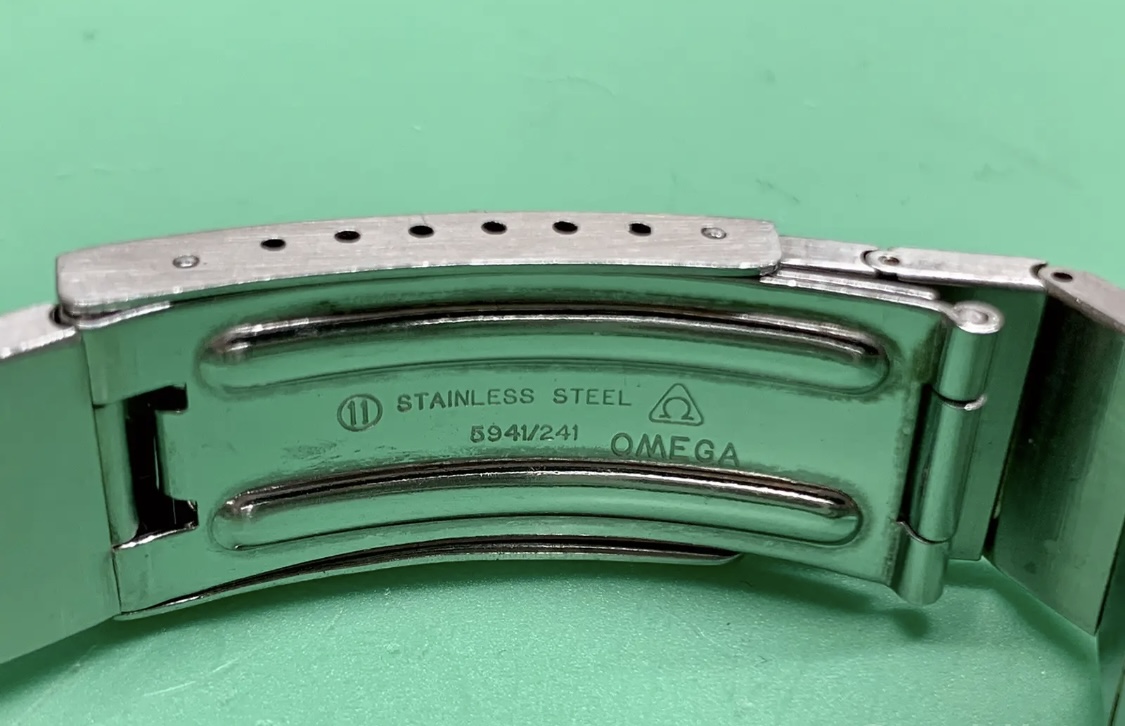 11 STAINLESS STEEL Ω
5941/241
OMEGA